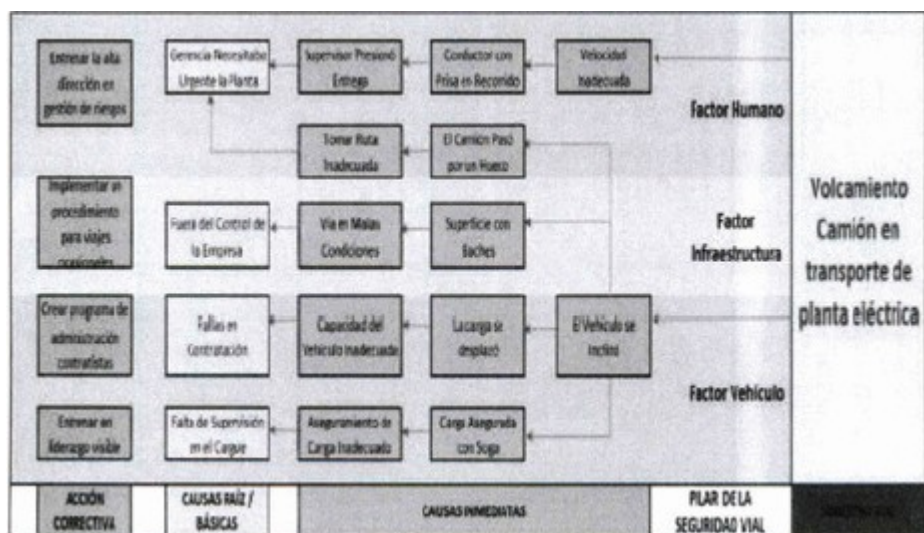 Entrenar la alta
dirección en
gestión de riesgos
Gerencia Necesitaba
Urgente la Planta
Supervisor Presionó
Entrega
Conductor con
Prisa en Recorrido
Velocidad
Inadecuada
Factor Humano
Tomar Ruta
Inadecuada
El Camión Pasó
por un Hueco
Implementar un
procedimiento
para viajes
ocasionales
Fuera del Control de
la Empresa
Vía en Malas
Condiciones
Superficie con
Baches
Factor
Infraestructura
Volcamiento
Camión en
transporte de
planta eléctrica
Crear programa de
administración
contratistas
Fallas en
Contratación
Capacidad del
Vehículo Inadecuada
La carga se
desplazó
El Vehículo se
Inclinó
Factor Vehículo
Entrenar en
liderazgo visible
Falta de Supervisión
en el Cargue
Aseguramiento de
Carga Inadecuada
Carga Asegurada
con Soga
ACCIÓN
CORRECTIVA
CAUSAS RAÍZ /
BÁSICAS
CAUSAS INMEDIATAS
PILAR DE LA
SEGURIDAD VIAL